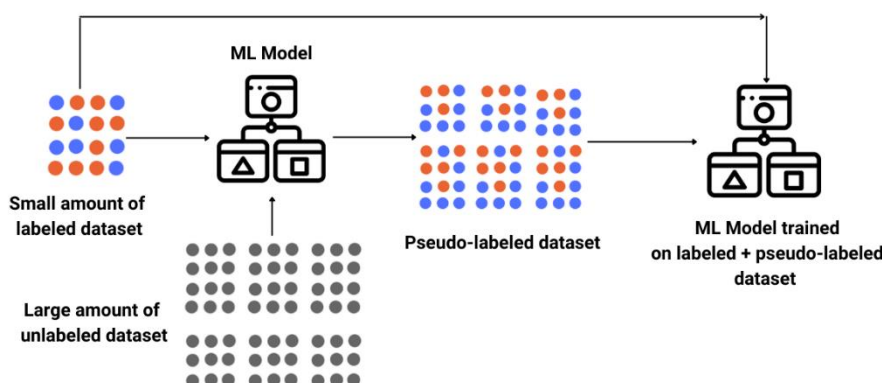 ML Model
Small amount of
labeled dataset
Large amount of
unlabeled dataset
Pseudo-labeled dataset
ML Model trained
on labeled + pseudo-labeled
dataset